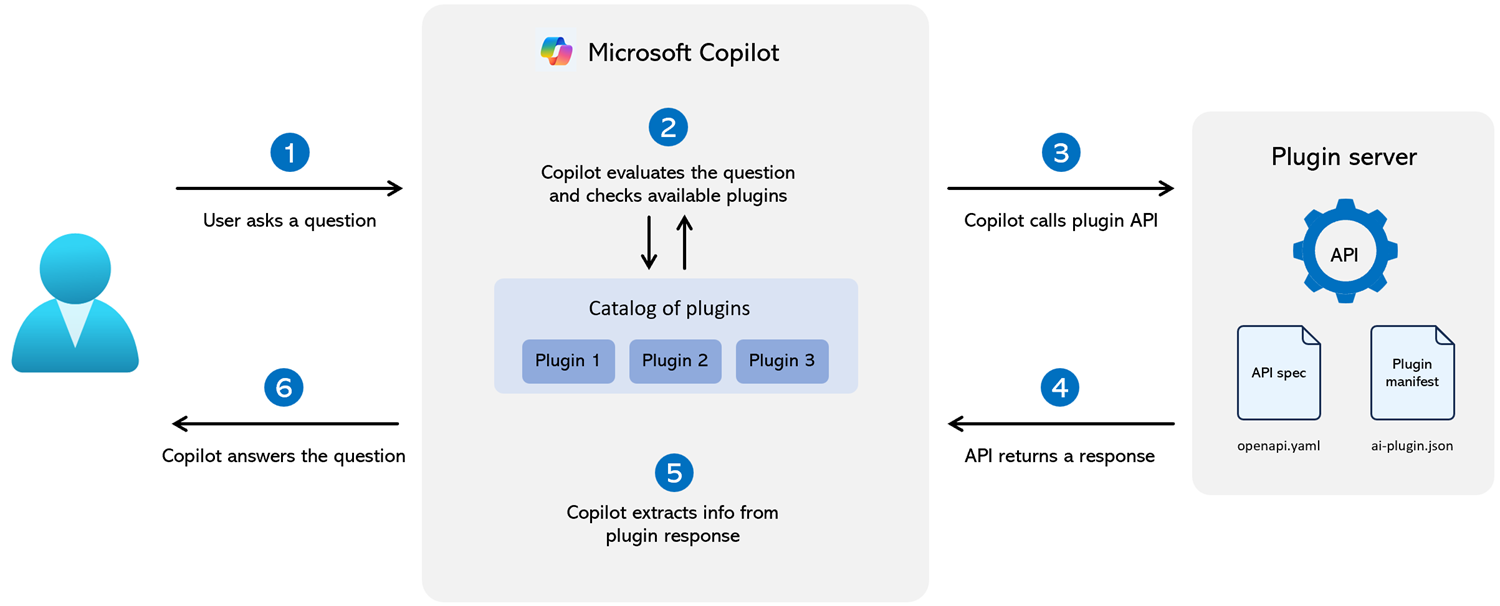 Microsoft Copilot
1
User asks a question
2
Copilot evaluates the question
and checks available plugins
Catalog of plugins
Plugin 1
Plugin 2
Plugin 3
3
Copilot calls plugin API
Plugin server
API
API spec
openapi.yaml
Plugin
manifest
ai-plugin.json
4
API returns a response
5
Copilot extracts info from
plugin response
6
Copilot answers the question